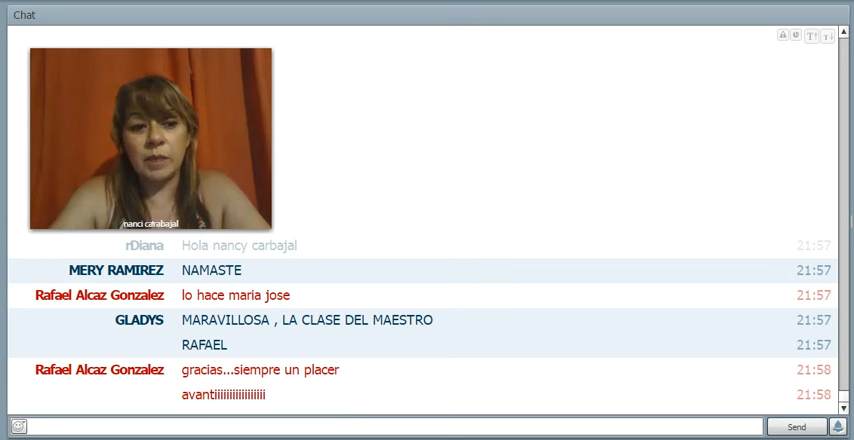 Chat
nanci catrabajal
rDiana Hola nancy carbajal 21:57
MERY RAMIREZ NAMASTE 21:57
Rafael Alcaz Gonzalez lo hace maria jose 21:57
GLADYS MARAVILLOSA , LA CLASE DEL MAESTRO 21:57
RAFAEL 21:57
Rafael Alcaz Gonzalez gracias...siempre un placer 21:58
avantiiiiiiiiiiiiiiiii 21:58
Send